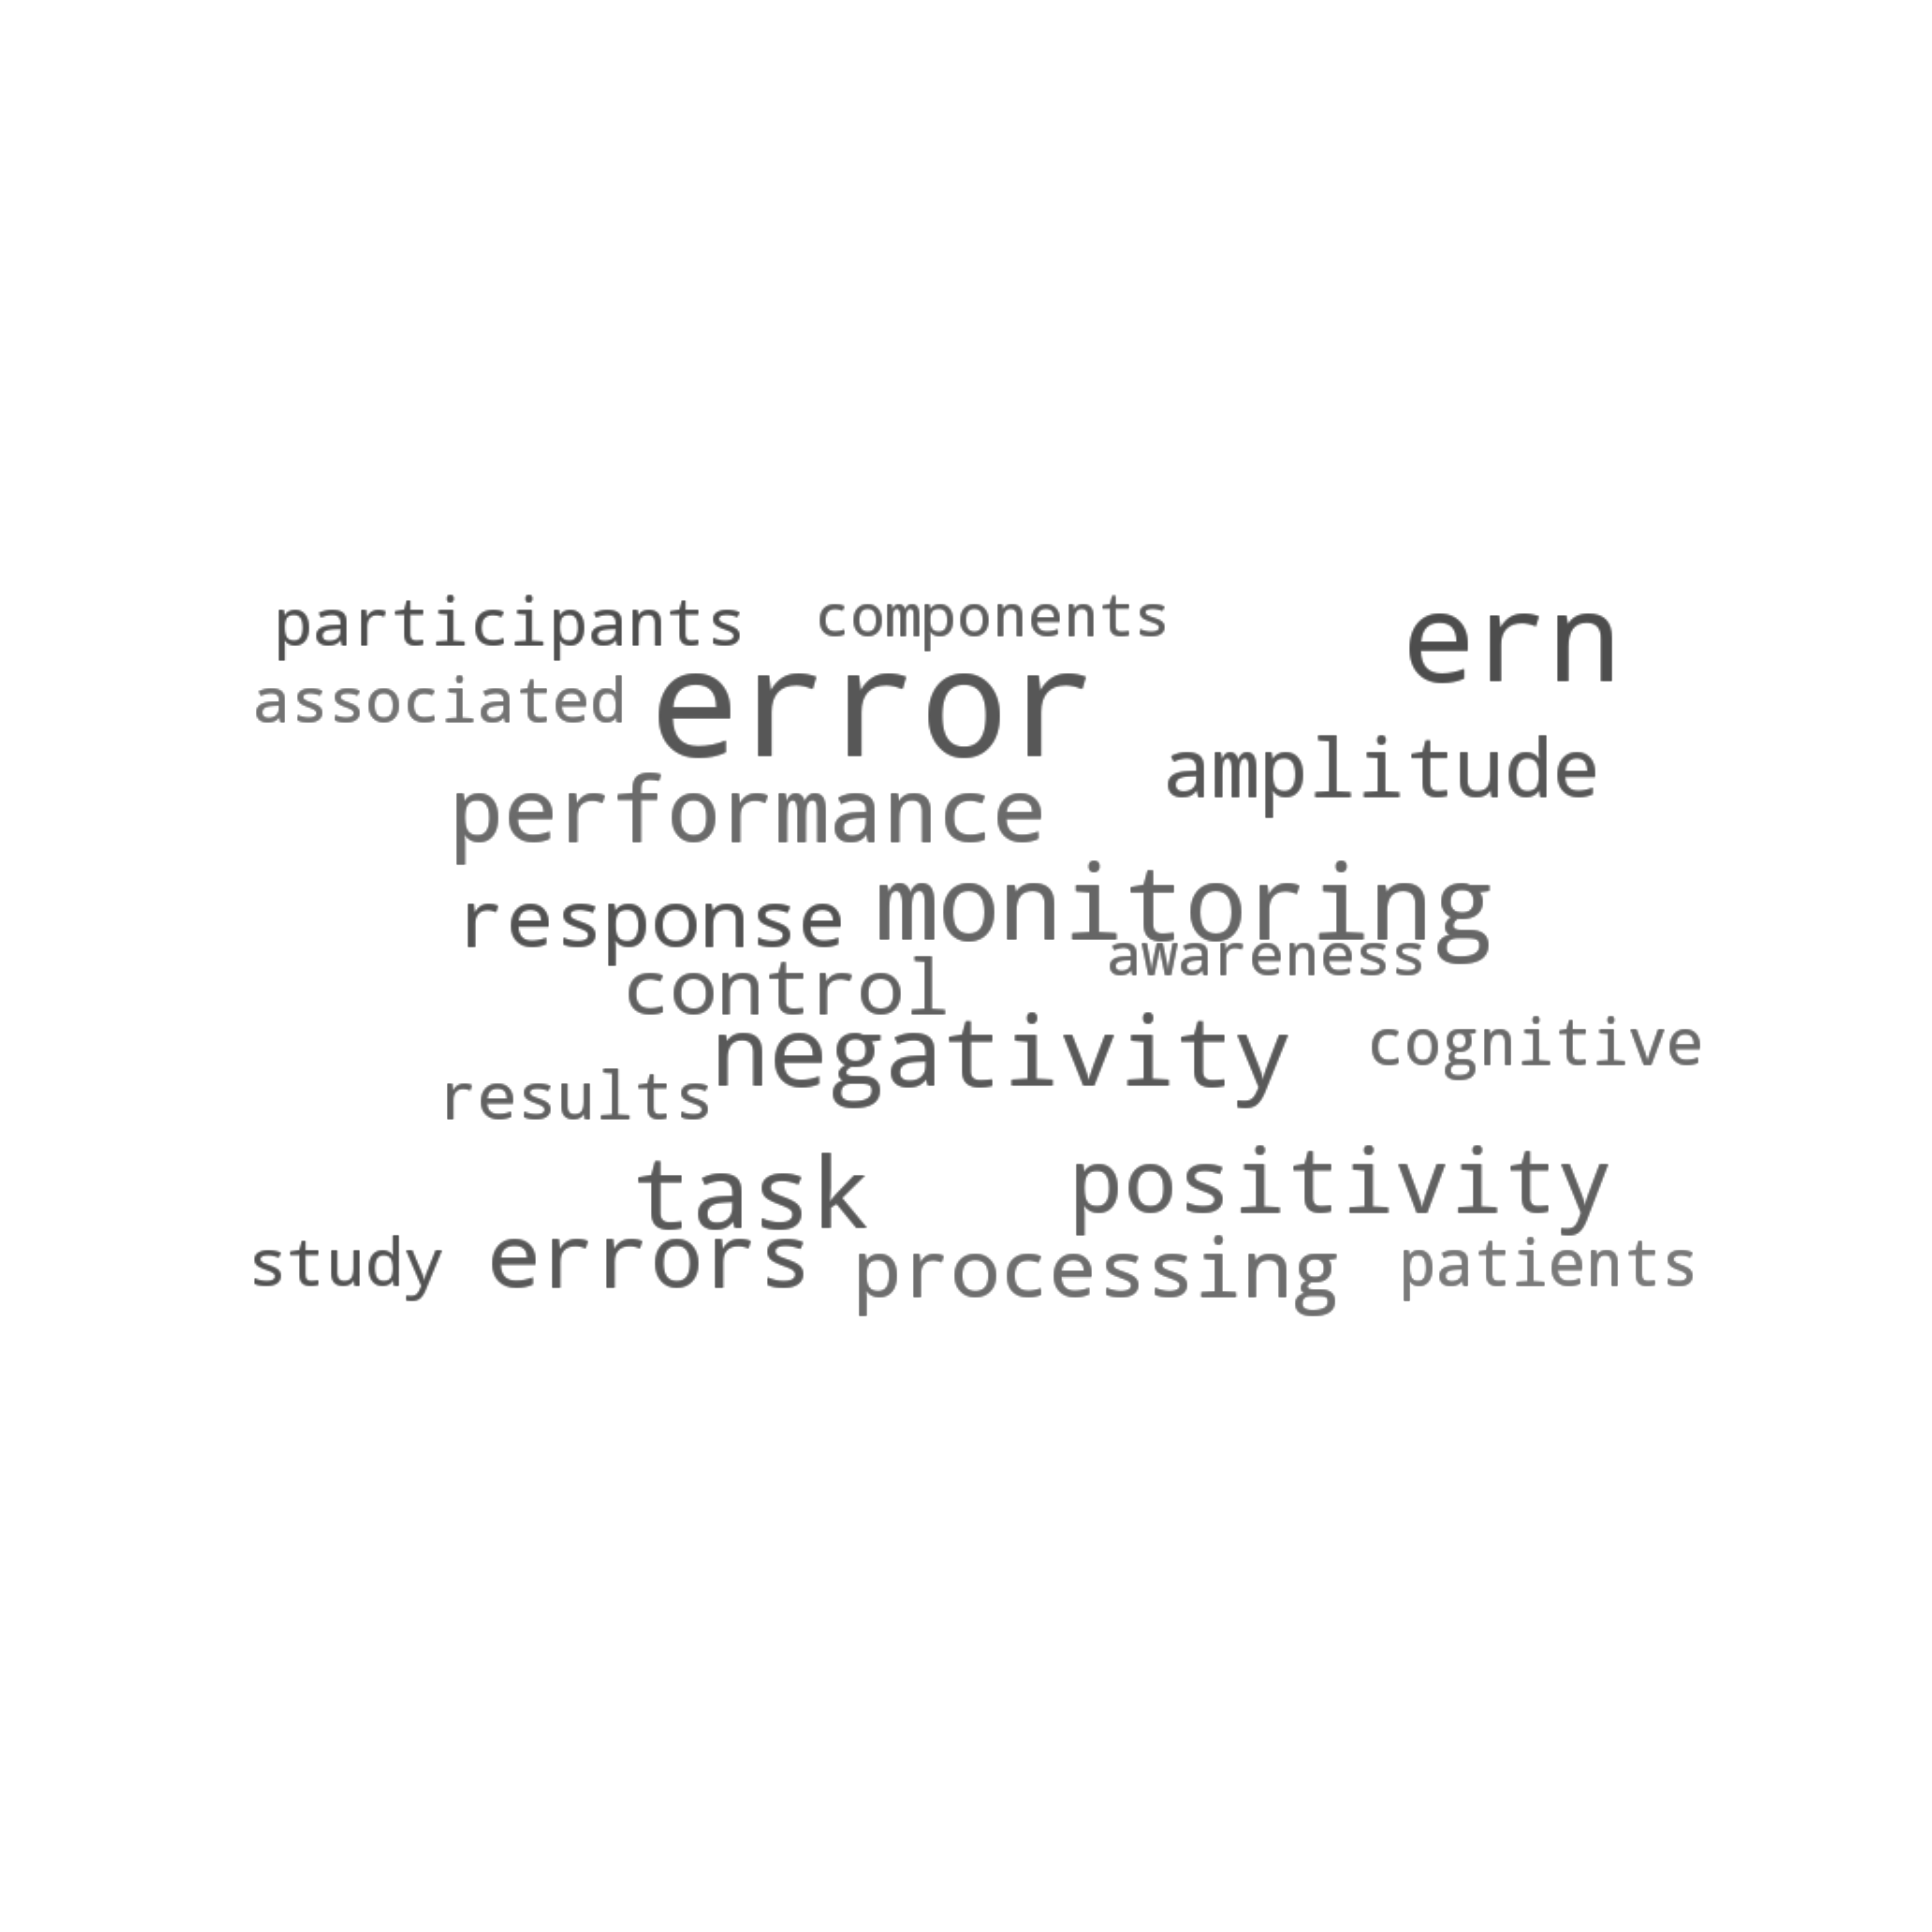 participants components ern
associated error
amplitude
performance
response monitoring
awareness
control
negativity cognitive
results
task positivity
study errors processing patients